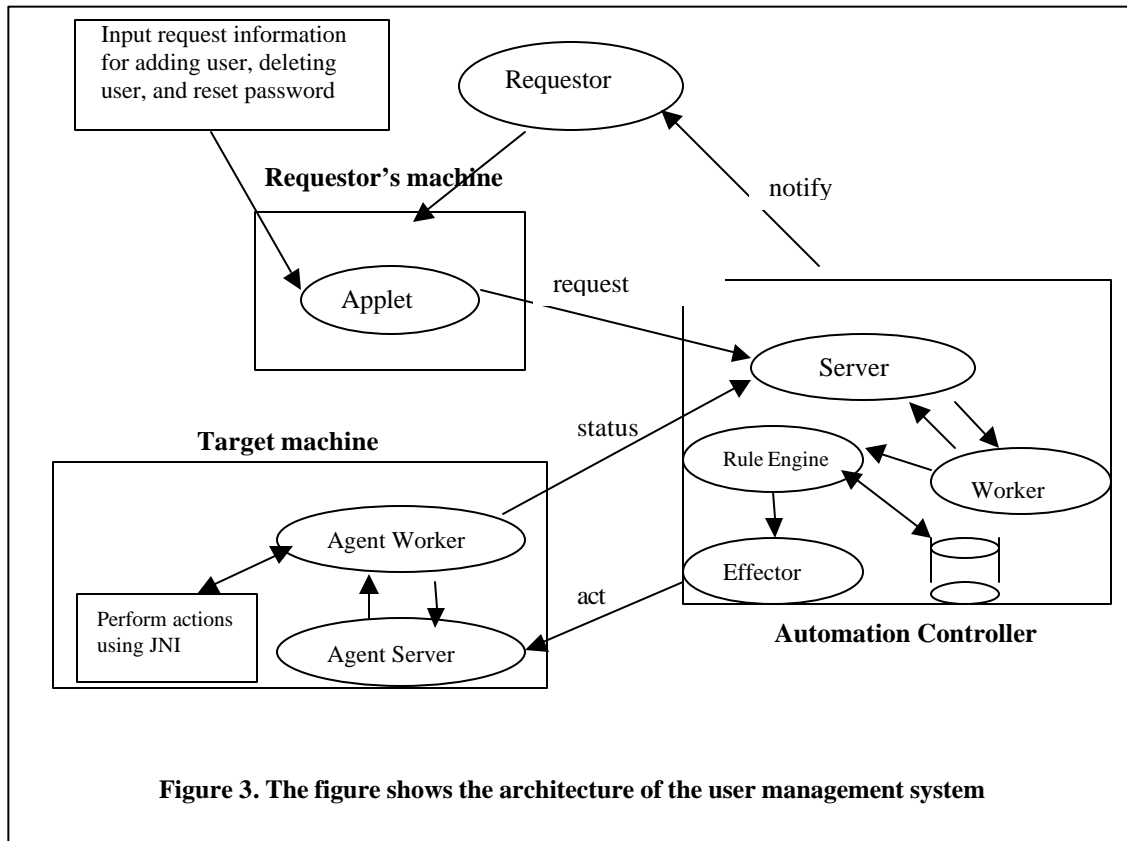 Input request information
for adding user, deleting
user, and reset password
Requestor
Requestor's machine
notify
Applet
request
Server
Target machine
status
Rule Engine
Worker
Agent Worker
Effector
act
Perform actions
using JNI
Agent Server
Automation Controller
Figure 3. The figure shows the architecture of the user management system